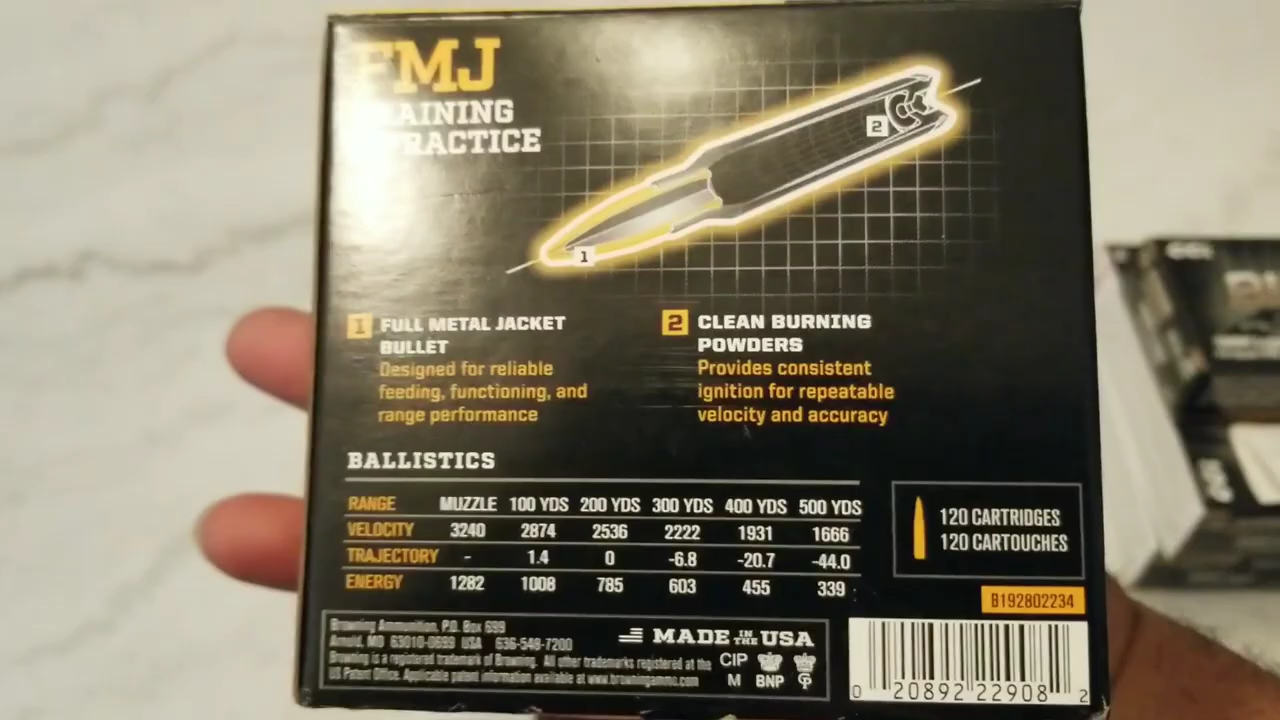 FMJ
TRAINING
PRACTICE
2
1
1 FULL METAL JACKET
BULLET
Designed for reliable
feeding, functioning, and
range performance
2 CLEAN BURNING
POWDERS
Provides consistent
ignition for repeatable
velocity and accuracy
BALLISTICS
RANGE MUZZLE 100 YDS 200 YDS 300 YDS 400 YDS 500 YDS
VELOCITY 3240 2874 2536 2222 1931 1666
TRAJECTORY - 1.4 0 -6.8 -20.7 -44.0
ENERGY 1282 1008 785 603 455 339
120 CARTRIDGES
120 CARTOUCHES
B192802234
Browning Ammunition, P.O. Box 699
Arnold, MO 63010-0699 USA 636-548-7200
Browning is a registered trademark of Browning. All other trademarks registered at the
US Patent Office. Applicable patent information available at www.browningammo.com
MADE IN THE USA
CIP
M BNP
0 20892 22908 2
CCI